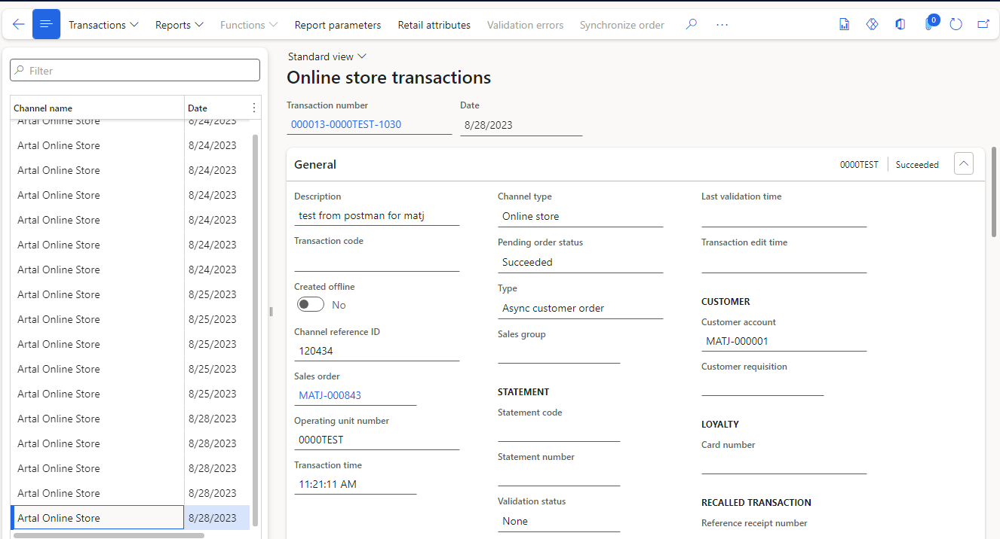 Transactions Reports Functions Report parameters Retail attributes Validation errors Synchronize order ... 0
Filter
Channel name Date
Artal Online Store 8/24/2023
Artal Online Store 8/24/2023
Artal Online Store 8/24/2023
Artal Online Store 8/24/2023
Artal Online Store 8/24/2023
Artal Online Store 8/24/2023
Artal Online Store 8/24/2023
Artal Online Store 8/25/2023
Artal Online Store 8/25/2023
Artal Online Store 8/25/2023
Artal Online Store 8/25/2023
Artal Online Store 8/25/2023
Artal Online Store 8/28/2023
Artal Online Store 8/28/2023
Artal Online Store 8/28/2023
Artal Online Store 8/28/2023
Artal Online Store 8/28/2023
Standard view
Online store transactions
Transaction number
000013-0000TEST-1030
Date
8/28/2023
General
0000TEST Succeeded
Description
test from postman for matj
Transaction code
Created offline
No
Channel reference ID
120434
Sales order
MATJ-000843
Operating unit number
0000TEST
Transaction time
11:21:11 AM
Channel type
Online store
Pending order status
Succeeded
Type
Async customer order
Sales group
STATEMENT
Statement code
Statement number
Validation status
None
Last validation time
Transaction edit time
CUSTOMER
Customer account
MATJ-000001
Customer requisition
LOYALTY
Card number
RECALLED TRANSACTION
Reference receipt number